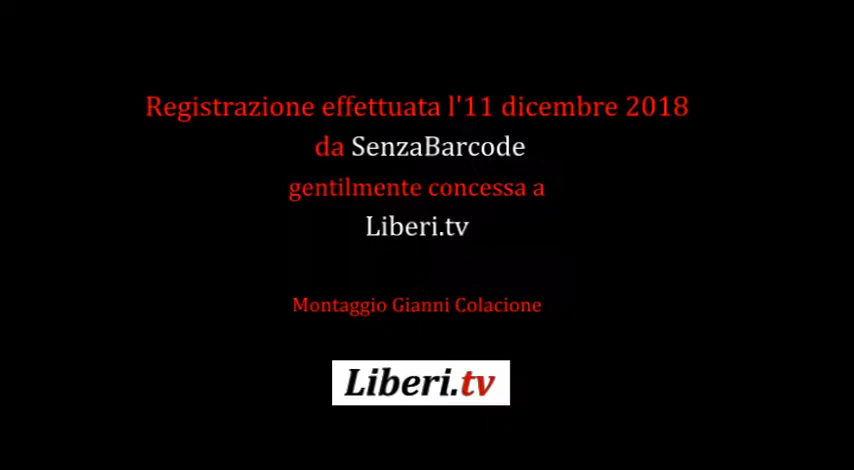 Registrazione effettuata l'11 dicembre 2018
da SenzaBarcode
gentilmente concessa a
Liberi.tv
Montaggio Gianni Colacione
Liberi.tv